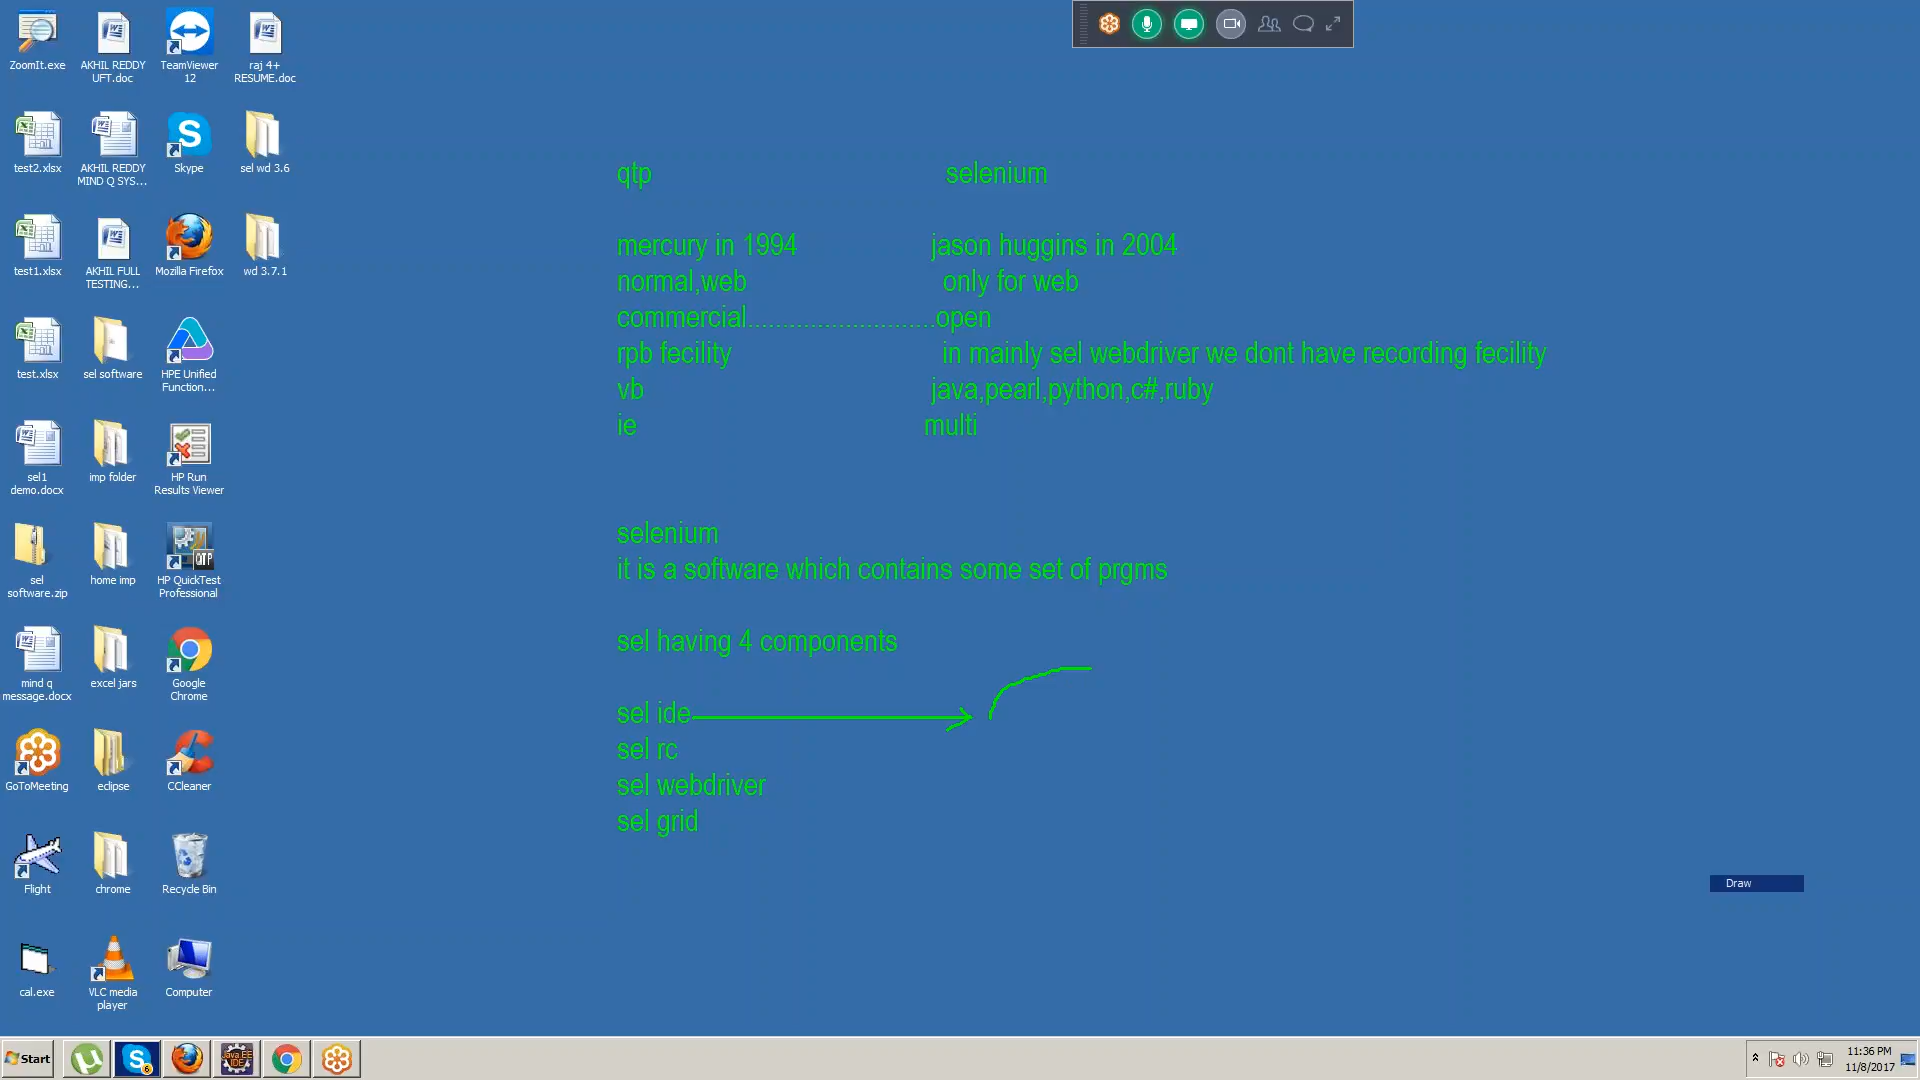 ZoomIt.exe
AKHIL REDDY UFT.doc
TeamViewer 12
raj 4+ RESUME.doc
test2.xlsx
AKHIL REDDY MIND Q SYS...
Skype
sel wd 3.6
test1.xlsx
AKHIL FULL TESTING...
Mozilla Firefox
wd 3.7.1
test.xlsx
sel software
HPE Unified Function...
sel1 demo.docx
imp folder
HP Run Results Viewer
sel software.zip
home imp
QTP
HP QuickTest Professional
mind q message.docx
excel jars
Google Chrome
GoToMeeting
eclipse
CCleaner
Flight
chrome
Recycle Bin
cal.exe
VLC media player
Computer
qtp selenium
mercury in 1994 jason huggins in 2004
normal,web only for web
commercial...........................open
rpb fecility in mainly sel webdriver we dont have recording fecility
vb java,pearl,python,c#,ruby
ie multi
selenium
it is a software which contains some set of prgms
sel having 4 components
sel ide
sel rc
sel webdriver
sel grid
Draw
Start
6
Java EE IDE
11:36 PM
11/8/2017